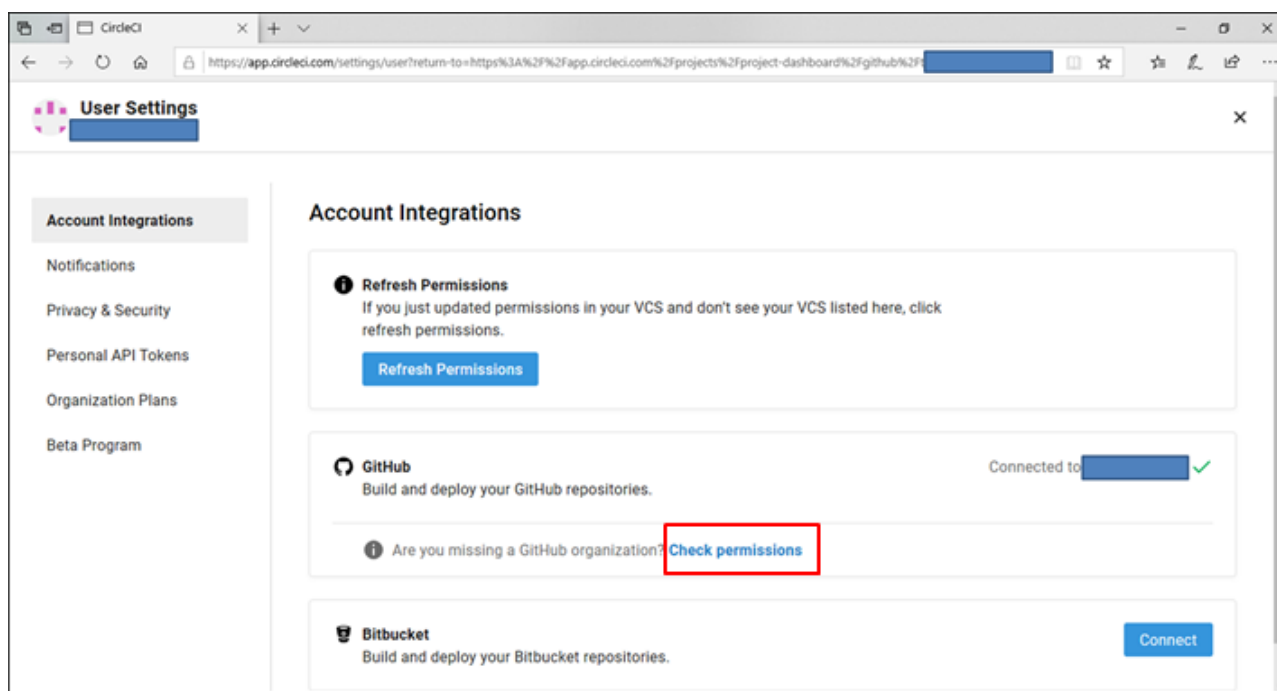 CircleCI
https://app.circleci.com/settings/user?return-to=https%3A%2F%2Fapp.circleci.com%2Fprojects%2Fproject-dashboard%2Fgithub%2Ft
User Settings
Account Integrations
Notifications
Privacy & Security
Personal API Tokens
Organization Plans
Beta Program
Account Integrations
Refresh Permissions
If you just updated permissions in your VCS and don't see your VCS listed here, click
refresh permissions.
Refresh Permissions
GitHub
Connected to
Build and deploy your GitHub repositories.
Are you missing a GitHub organization? Check permissions
Bitbucket
Connect
Build and deploy your Bitbucket repositories.